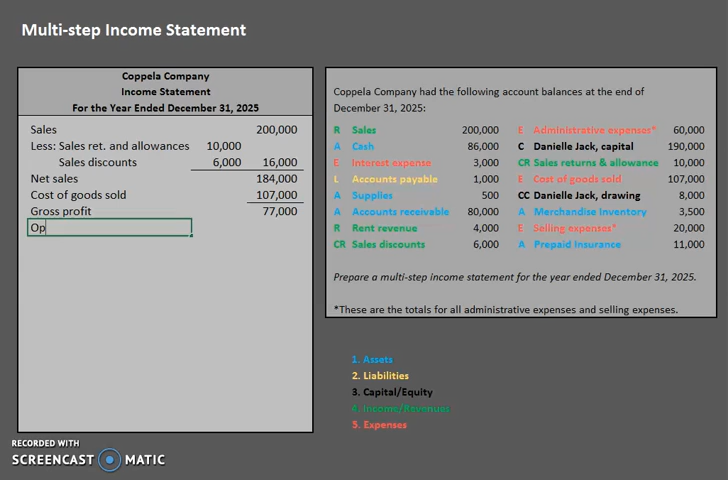 Multi-step Income Statement
Coppela Company
Income Statement
For the Year Ended December 31, 2025
Sales 200,000
Less: Sales ret. and allowances 10,000
Sales discounts 6,000 16,000
Net sales 184,000
Cost of goods sold 107,000
Gross profit 77,000
Op
Coppela Company had the following account balances at the end of
December 31, 2025:
R Sales 200,000 E Administrative expenses* 60,000
A Cash 86,000 C Danielle Jack, capital 190,000
E Interest expense 3,000 CR Sales returns & allowance 10,000
L Accounts payable 1,000 E Cost of goods sold 107,000
A Supplies 500 CC Danielle Jack, drawing 8,000
A Accounts receivable 80,000 A Merchandise Inventory 3,500
R Rent revenue 4,000 E Selling expenses* 20,000
CR Sales discounts 6,000 A Prepaid Insurance 11,000
Prepare a multi-step income statement for the year ended December 31, 2025.
*These are the totals for all administrative expenses and selling expenses.
1. Assets
2. Liabilities
3. Capital/Equity
4. Income/Revenues
5. Expenses
RECORDED WITH
SCREENCAST MATIC